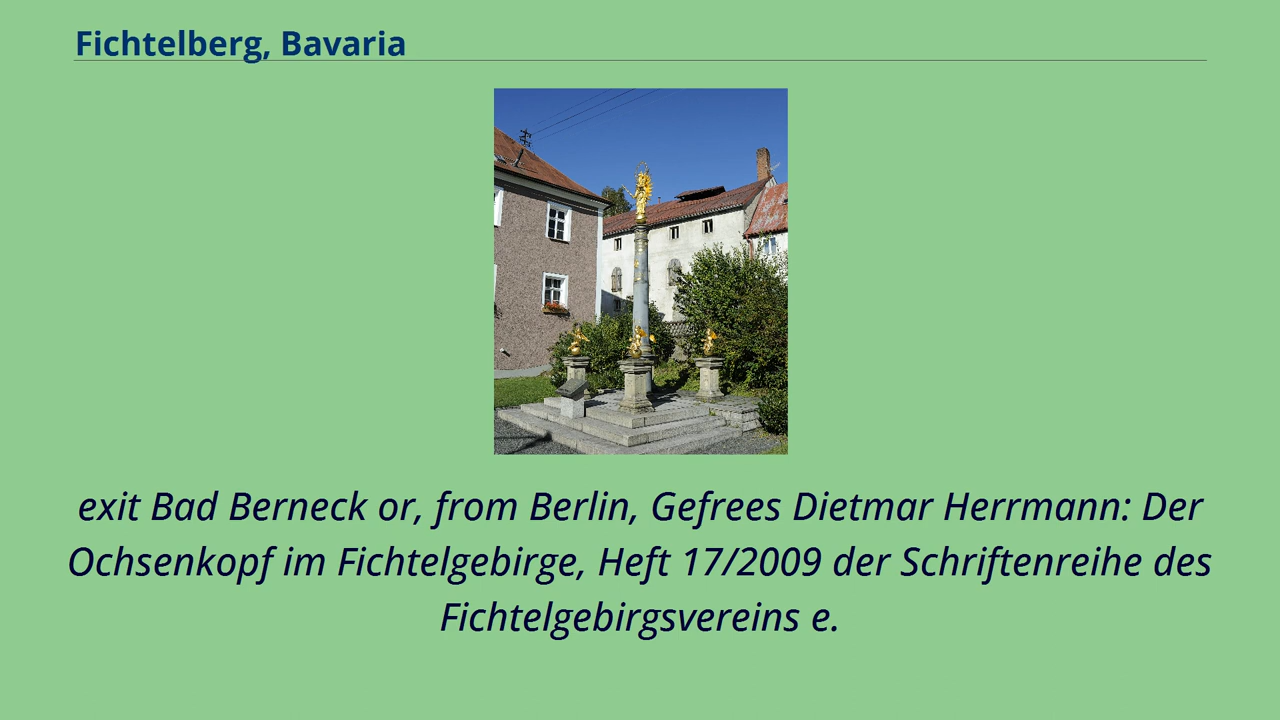 Fichtelberg, Bavaria
exit Bad Berneck or, from Berlin, Gefrees Dietmar Herrmann: Der
Ochsenkopf im Fichtelgebirge, Heft 17/2009 der Schriftenreihe des
Fichtelgebirgsvereins e.